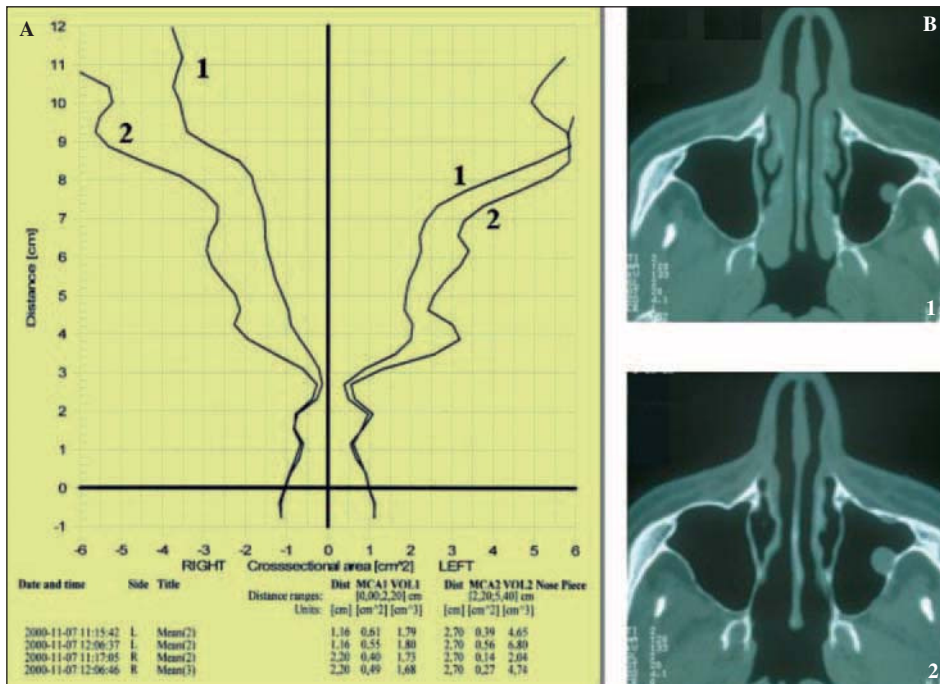 A
B
12
11
10
9
8
7
6
5
4
3
2
1
0
-1
Distance [cm]
1
2
1
2
-6 -5 -4 -3 -2 -1 0 1 2 3 4 5 6
RIGHT Crosssectional area [cm^2] LEFT
Date and time Side Title Dist MCA1 VOL1 Dist MCA2 VOL2 Nose Piece
Distance ranges: [0,00;2,20] cm [2,20;5,40] cm
Units: [cm] [cm^2] [cm^3] [cm] [cm^2] [cm^3]
2000-11-07 11:15:42 L Mean(2) 1,16 0,61 1,79 2,70 0,39 4,65
2000-11-07 12:06:37 L Mean(2) 1,16 0,55 1,80 2,70 0,56 6,80
2000-11-07 11:17:05 R Mean(2) 2,20 0,40 1,73 2,70 0,14 2,04
2000-11-07 12:06:46 R Mean(3) 2,20 0,49 1,68 2,70 0,27 4,74
1
2